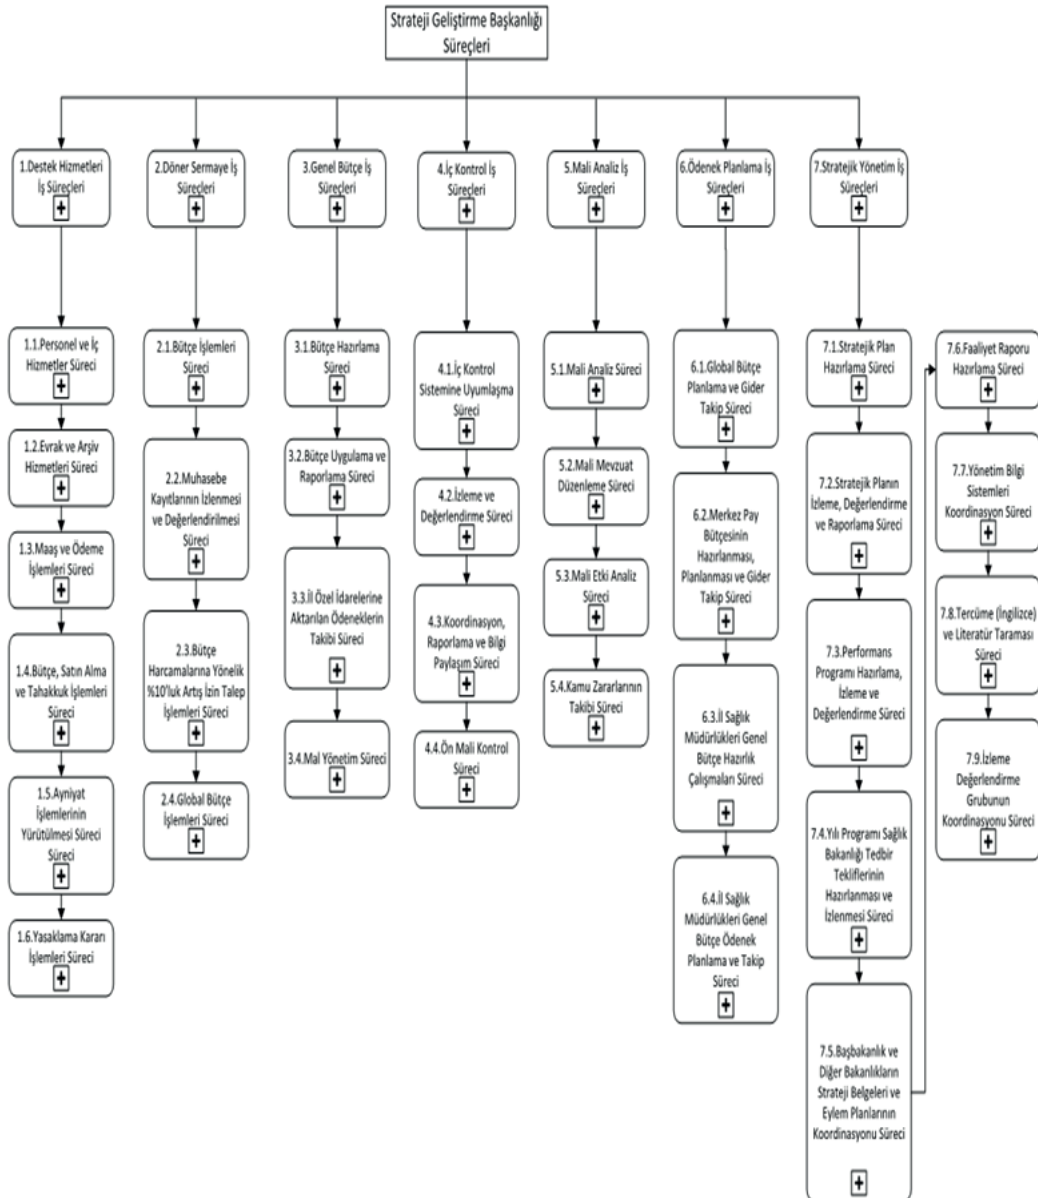 Strateji Geliştirme Başkanlığı
Süreçleri
1.Destek Hizmetleri
İş Süreçleri
2.Döner Sermaye İş
Süreçleri
3.Genel Bütçe İş
Süreçleri
4.İç Kontrol İş
Süreçleri
5.Mali Analiz İş
Süreçleri
6.Ödenek Planlama İş
Süreçleri
7.Stratejik Yönetim İş
Süreçleri
1.1.Personel ve İç
Hizmetler Süreci
1.2.Evrak ve Arşiv
Hizmetleri Süreci
1.3.Maaş ve Ödeme
İşlemleri Süreci
1.4.Bütçe, Satın Alma
ve Tahakkuk İşlemleri
Süreci
1.5.Ayniyat
İşlemlerinin
Yürütülmesi Süreci
Süreci
1.6.Yasaklama Kararı
İşlemleri Süreci
2.1.Bütçe İşlemleri
Süreci
2.2.Muhasebe
Kayıtlarının İzlenmesi
ve Değerlendirilmesi
Süreci
2.3.Bütçe
Harcamalarına Yönelik
%10'luk Artış İzin Talep
İşlemleri Süreci
2.4.Global Bütçe
İşlemleri Süreci
3.1.Bütçe Hazırlama
Süreci
3.2.Bütçe Uygulama ve
Raporlama Süreci
3.3.İl Özel İdarelerine
Aktarılan Ödeneklerin
Takibi Süreci
3.4.Mal Yönetim Süreci
4.1.İç Kontrol
Sistemine Uyumlaşma
Süreci
4.2.İzleme ve
Değerlendirme Süreci
4.3.Koordinasyon,
Raporlama ve Bilgi
Paylaşım Süreci
4.4.Ön Mali Kontrol
Süreci
5.1.Mali Analiz Süreci
5.2.Mali Mevzuat
Düzenleme Süreci
5.3.Mali Etki Analiz
Süreci
5.4.Kamu Zararlarının
Takibi Süreci
6.1.Global Bütçe
Planlama ve Gider
Takip Süreci
6.2.Merkez Pay
Bütçesinin
Hazırlanması,
Planlanması ve Gider
Takip Süreci
6.3.İl Sağlık
Müdürlükleri Genel
Bütçe Hazırlık
Çalışmaları Süreci
6.4.İl Sağlık
Müdürlükleri Genel
Bütçe Ödenek
Planlama ve Takip
Süreci
7.1.Stratejik Plan
Hazırlama Süreci
7.2.Stratejik Planın
İzleme, Değerlendirme
ve Raporlama Süreci
7.3.Performans
Programı Hazırlama,
İzleme ve
Değerlendirme Süreci
7.4.Yılı Programı Sağlık
Bakanlığı Tedbir
Tekliflerinin
Hazırlanması ve
İzlenmesi Süreci
7.5.Başbakanlık ve
Diğer Bakanlıkların
Strateji Belgeleri ve
Eylem Planlarının
Koordinasyonu Süreci
7.6.Faaliyet Raporu
Hazırlama Süreci
7.7.Yönetim Bilgi
Sistemleri
Koordinasyon Süreci
7.8.Tercüme (İngilizce)
ve Literatür Taraması
Süreci
7.9.İzleme
Değerlendirme
Grubunun
Koordinasyonu Süreci